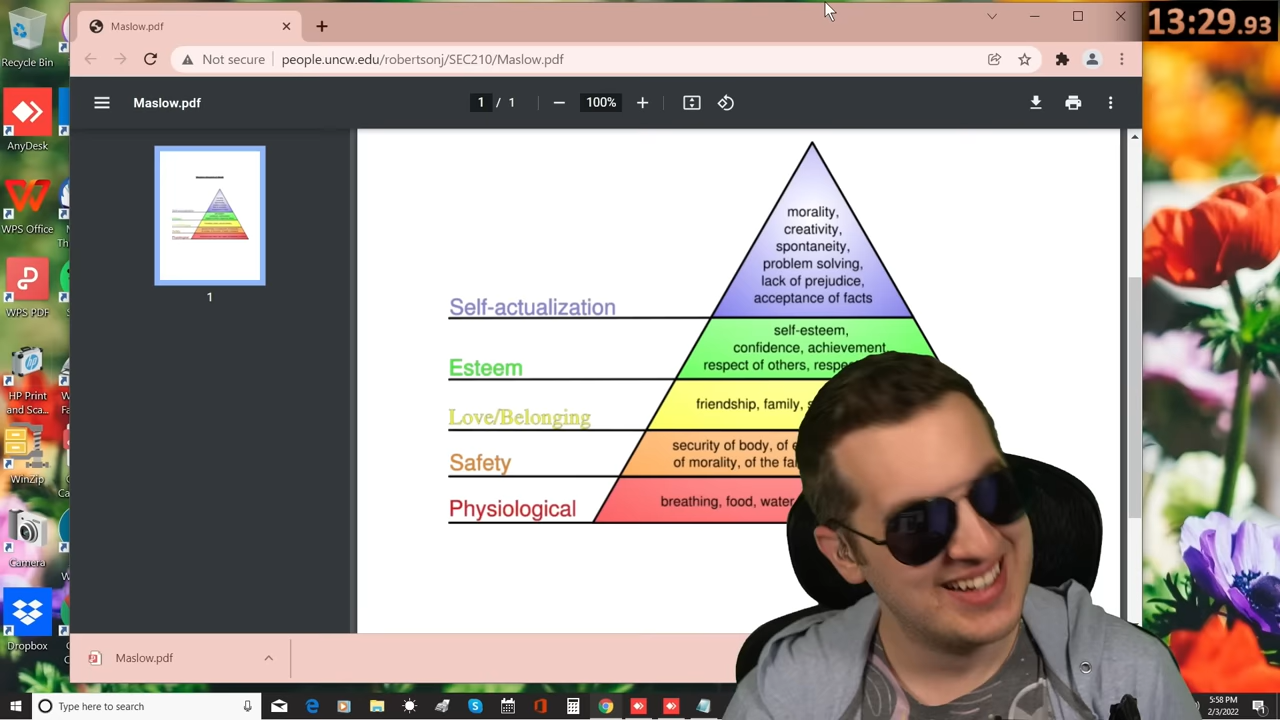 Recycle Bin
AnyDesk
WPS Office
WPS PDF
HP
and Sca...
WinZip
Camera
Dropbox
Maslow.pdf
13:29.93
Not secure
people.uncw.edu/robertsonj/SEC210/Maslow.pdf
Maslow.pdf
1 / 1
100%
1
morality,
creativity,
spontaneity,
problem solving,
lack of prejudice,
acceptance of facts
Self-actualization
self-esteem,
confidence, achievement,
respect of others,
Esteem
friendship, family,
Love/Belonging
security of body, of
of morality, of the
Safety
breathing, food, water
Physiological
Maslow.pdf
Type here to search
5:58 PM
2/3/2022